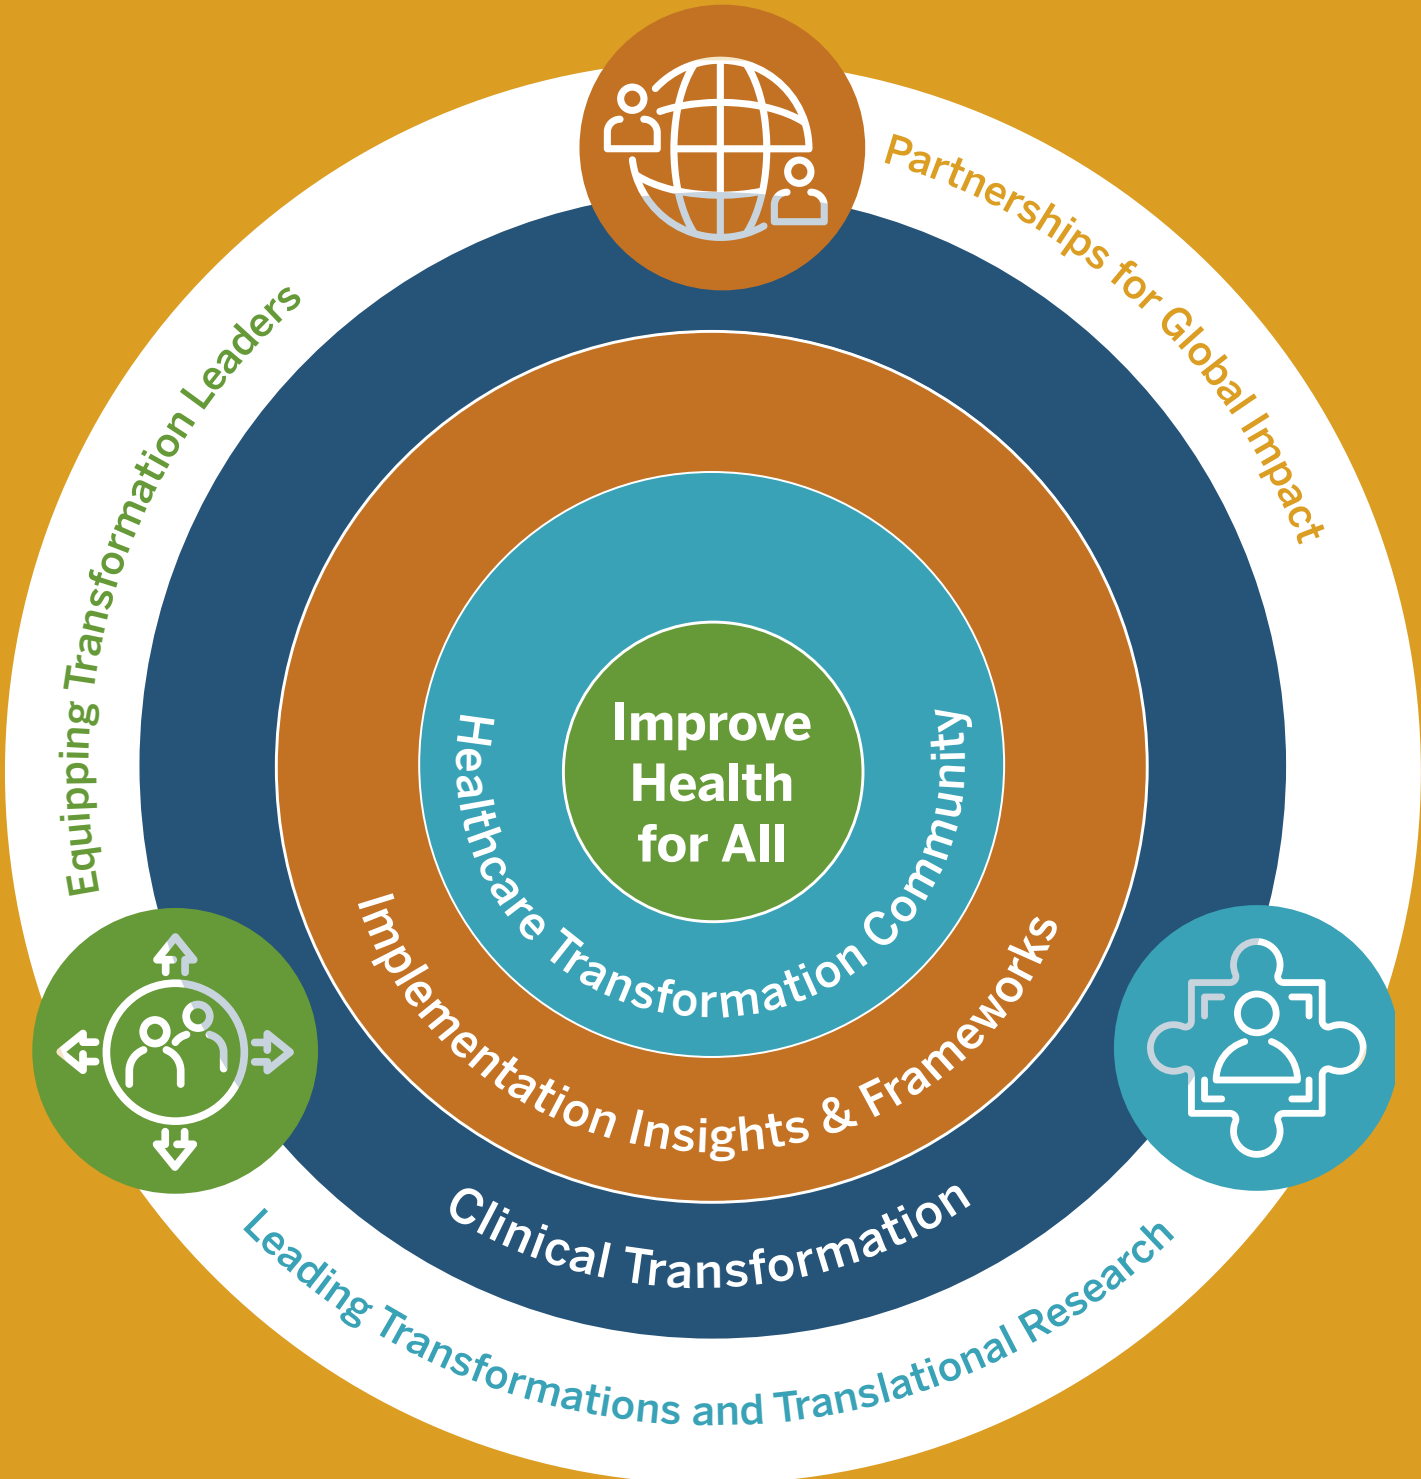 Partnerships for Global Impact
Equipping Transformation Leaders
Improve
Health
for All
Healthcare Transformation Community
Implementation Insights & Frameworks
Clinical Transformation
Leading Transformations and Translational Research